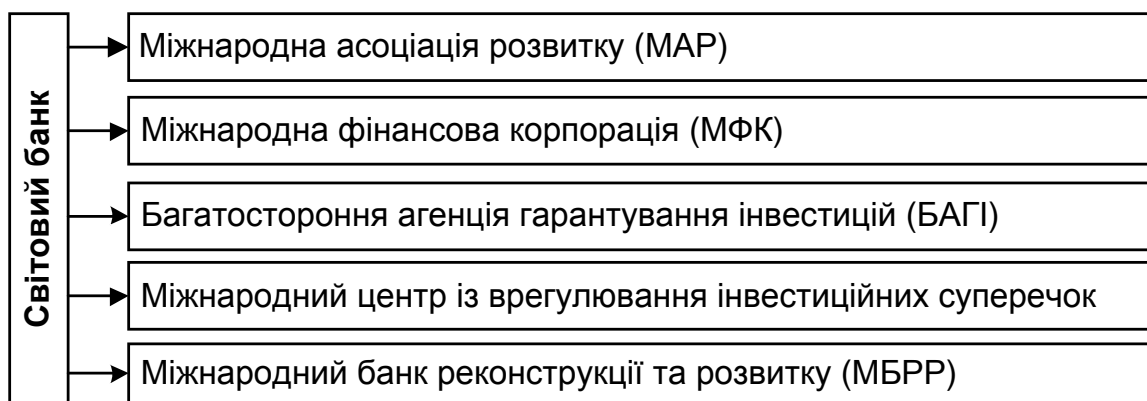 Світовий банк
Міжнародна асоціація розвитку (МАР)
Міжнародна фінансова корпорація (МФК)
Багатостороння агенція гарантування інвестицій (БАГІ)
Міжнародний центр із врегулювання інвестиційних суперечок
Міжнародний банк реконструкції та розвитку (МБРР)